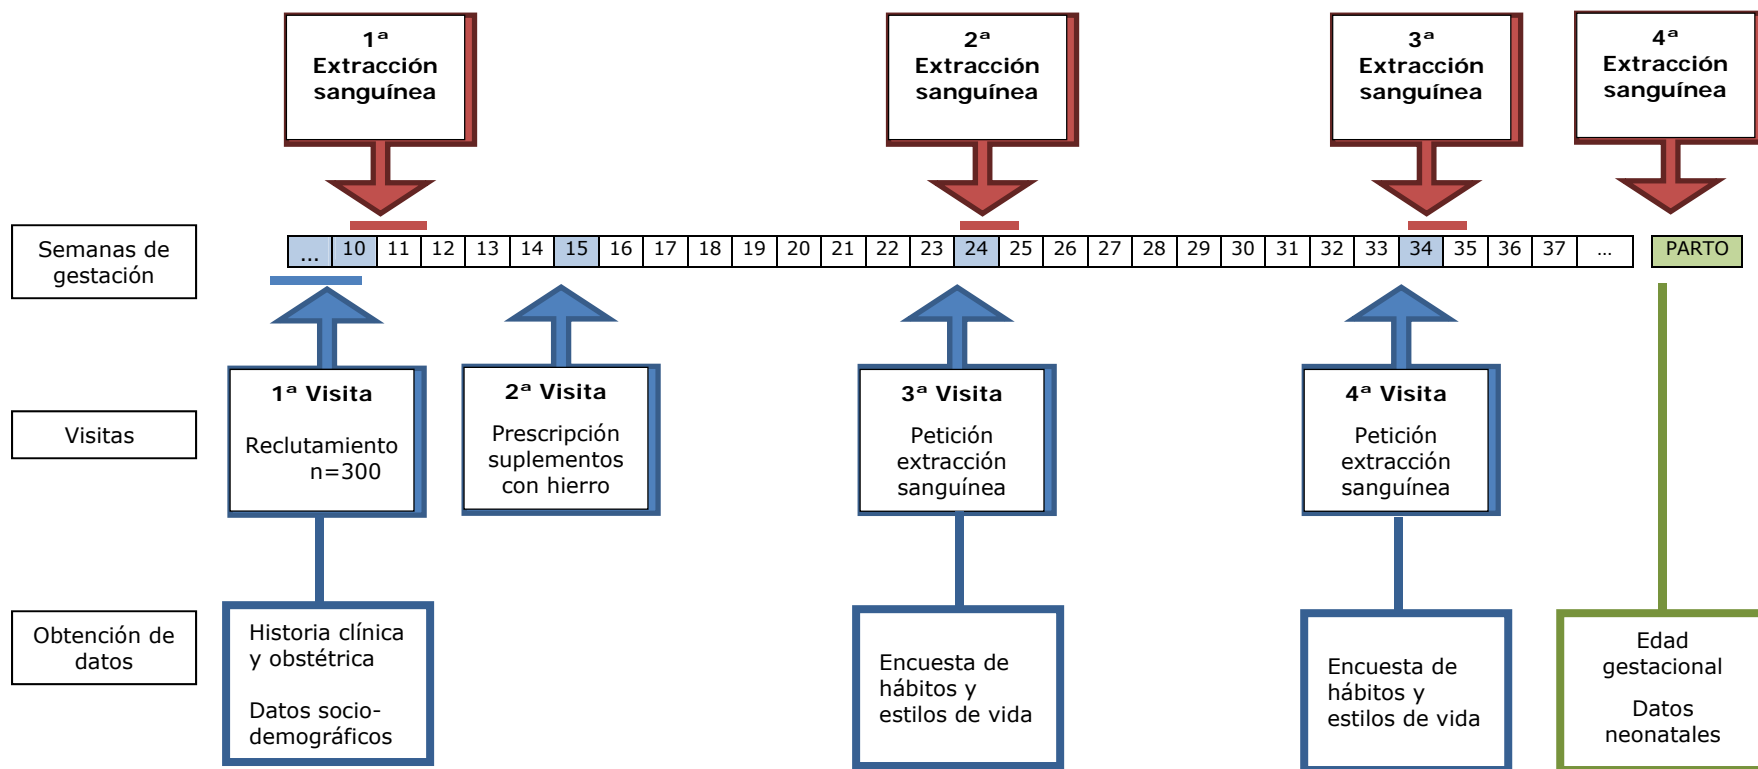 1ª
Extracción
sanguínea
2ª
Extracción
sanguínea
3ª
Extracción
sanguínea
4ª
Extracción
sanguínea
Semanas de
gestación
... 10 11 12 13 14 15 16 17 18 19 20 21 22 23 24 25 26 27 28 29 30 31 32 33 34 35 36 37 ... PARTO
Visitas
1ª Visita
Reclutamiento
n=300
2ª Visita
Prescripción
suplementos
con hierro
3ª Visita
Petición
extracción
sanguínea
4ª Visita
Petición
extracción
sanguínea
Obtención de
datos
Historia clínica
y obstétrica
Datos socio-
demográficos
Encuesta de
hábitos y
estilos de vida
Encuesta de
hábitos y
estilos de vida
Edad
gestacional
Datos
neonatales